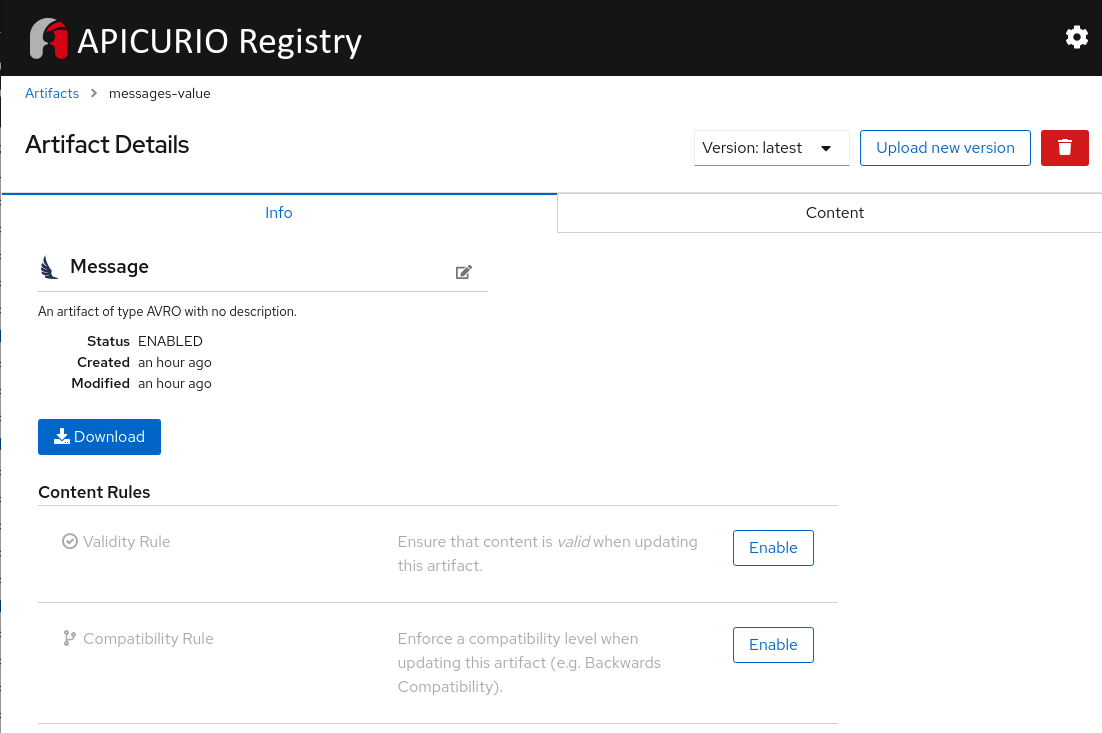 APICURIO Registry
Artifacts > messages-value
Artifact Details
Version: latest
Upload new version
Info
Content
Message
An artifact of type AVRO with no description.
Status ENABLED
Created an hour ago
Modified an hour ago
Download
Content Rules
Validity Rule
Ensure that content is valid when updating
this artifact.
Enable
Compatibility Rule
Enforce a compatibility level when
updating this artifact (e.g. Backwards
Compatibility).
Enable